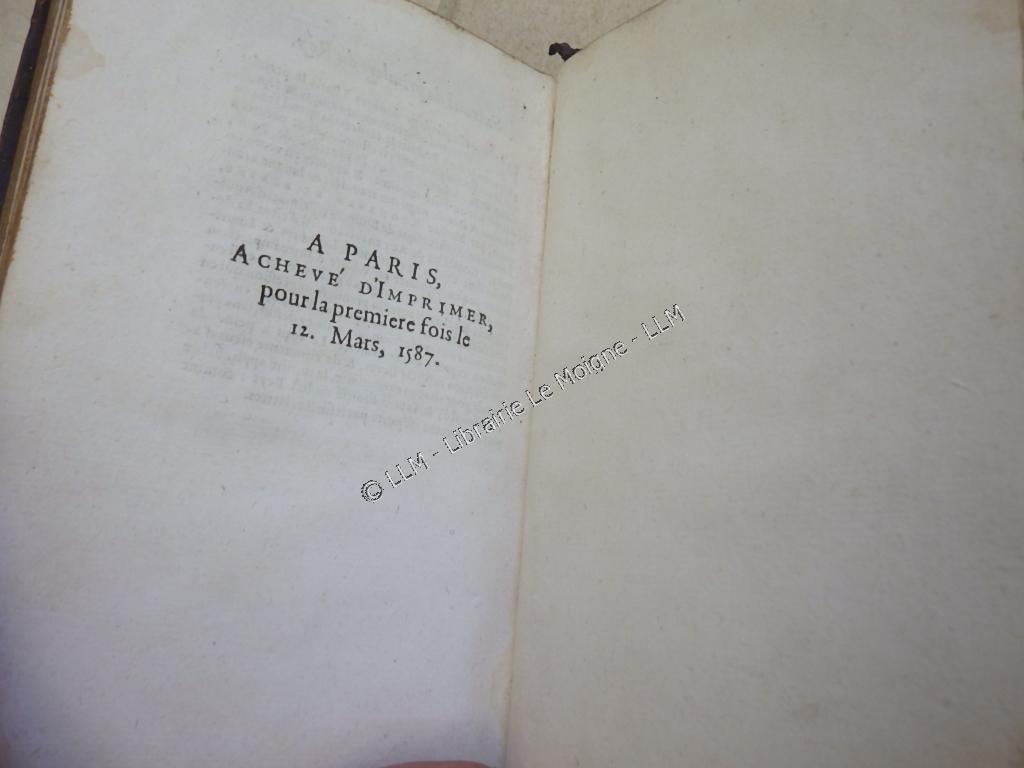 A PARIS,
ACHEVÉ D'IMPRIMER,
pour la premiere fois le
12. Mars, 1587.
© LLM - Librairie Le Moigne - LLM